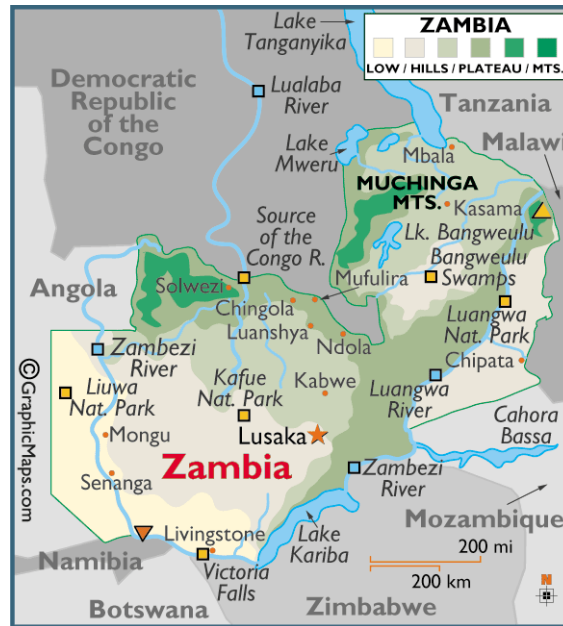 Lake
Tanganyika
ZAMBIA
LOW / HILLS / PLATEAU / MTS.
Democratic
Republic
of the
Congo
Lualaba
River
Tanzania
Lake
Mweru
Mbala
Malawi
MUCHINGA
MTS.
Kasama
Source
of the
Congo R.
Lk. Bangweulu
Bangweulu
Swamps
Angola
Solwezi
Mufulira
Chingola
Luanshya
Ndola
Luangwa
Nat. Park
Zambezi
River
Chipata
Liuwa
Nat. Park
Kafue
Nat. Park
Kabwe
Luangwa
River
Cahora
Bassa
Mongu
Lusaka
Zambia
Zambezi
River
Senanga
Mozambique
©GraphicMaps.com
Livingstone
Lake
Kariba
200 mi
200 km
Namibia
Victoria
Falls
Botswana
Zimbabwe
N